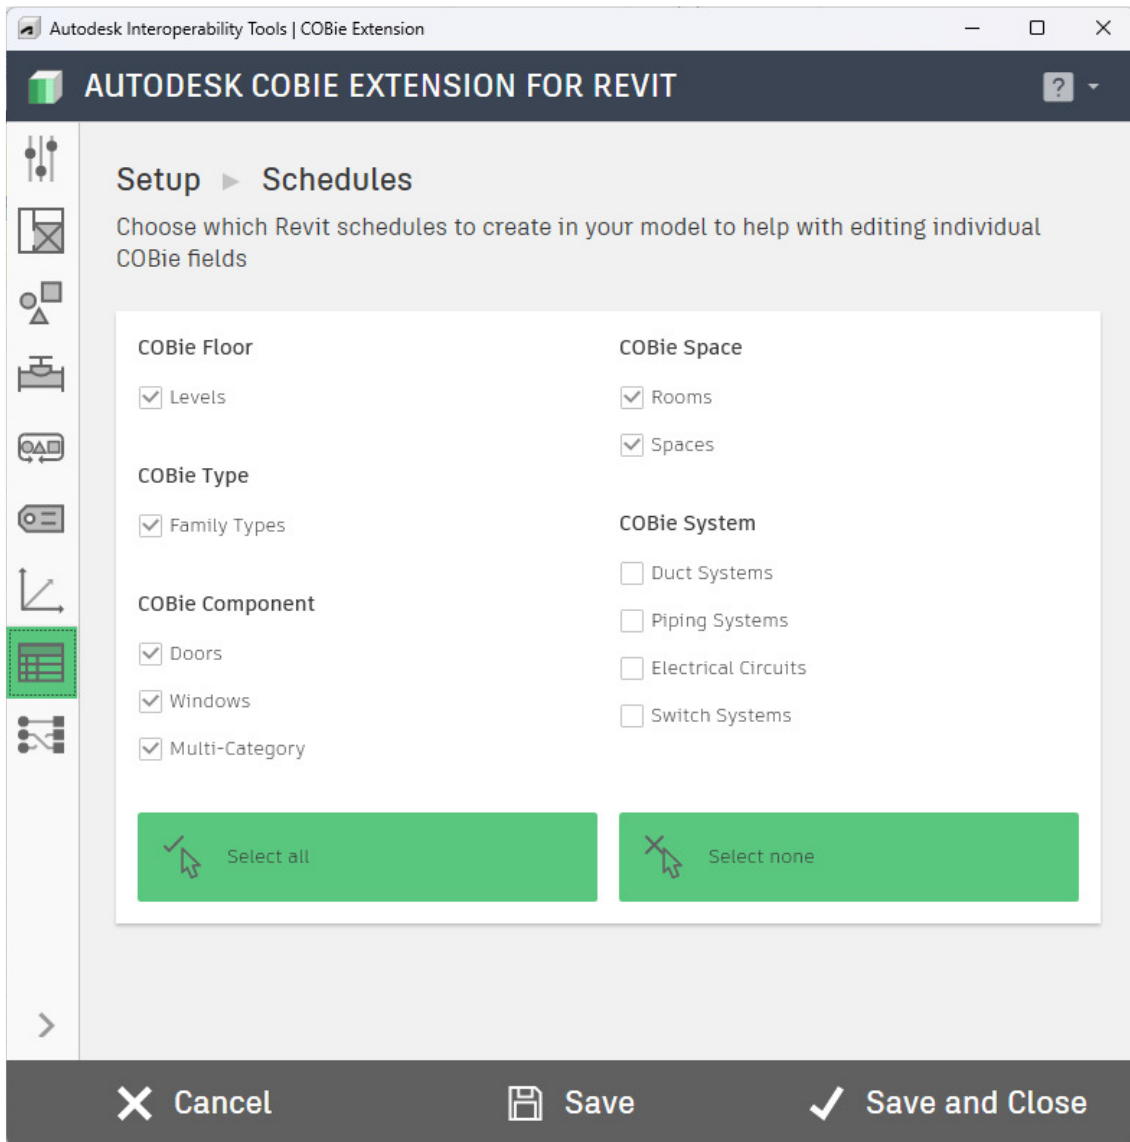 Autodesk Interoperability Tools | COBie Extension
AUTODESK COBIE EXTENSION FOR REVIT
?
Setup ▶ Schedules
Choose which Revit schedules to create in your model to help with editing individual
COBie fields
COBie Floor
Levels
COBie Type
Family Types
COBie Component
Doors
Windows
Multi-Category
COBie Space
Rooms
Spaces
COBie System
Duct Systems
Piping Systems
Electrical Circuits
Switch Systems
Select all
Select none
Cancel
Save
Save and Close